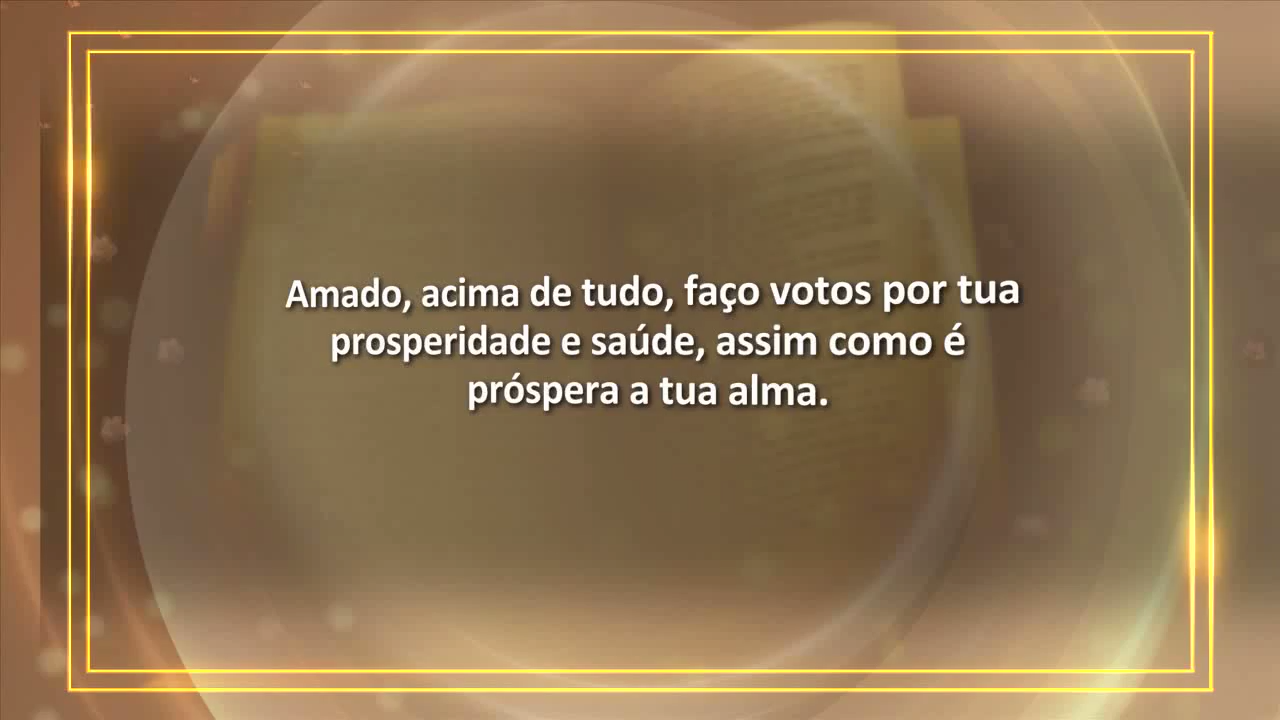 Amado, acima de tudo, faço votos por tua
prosperidade e saúde, assim como é
próspera a tua alma.